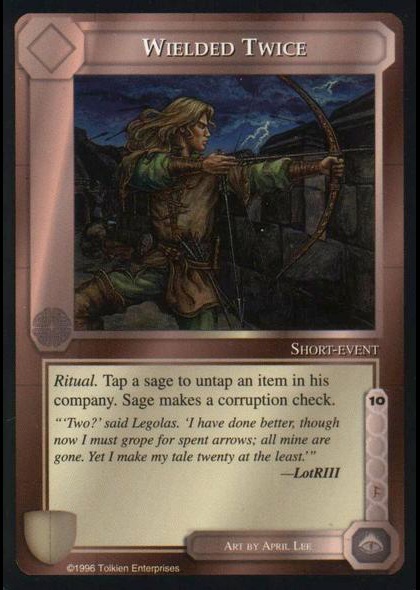 WIELDED TWICE
SHORT-EVENT
Ritual. Tap a sage to untap an item in his
company. Sage makes a corruption check.
“‘Two?’ said Legolas. ‘I have done better, though
now I must grope for spent arrows; all mine are
gone. Yet I make my tale twenty at the least.’”
—LotRIII
10
F
ART BY APRIL LEE
©1996 Tolkien Enterprises